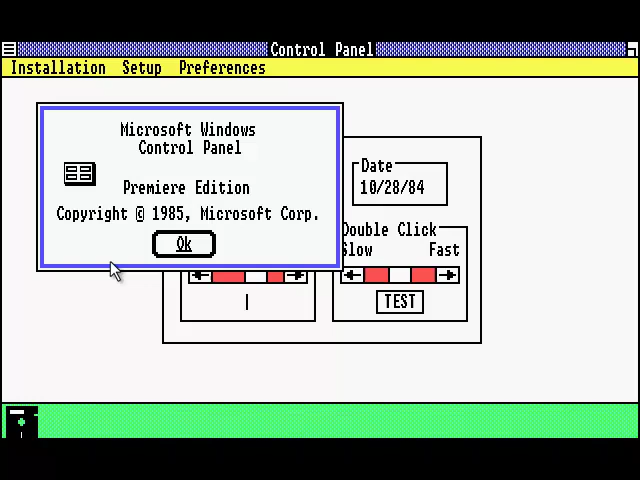 Control Panel
Installation Setup Preferences
Microsoft Windows
Control Panel
Premiere Edition
Copyright © 1985, Microsoft Corp.
Ok
Date
10/28/84
Double Click
Slow Fast
TEST